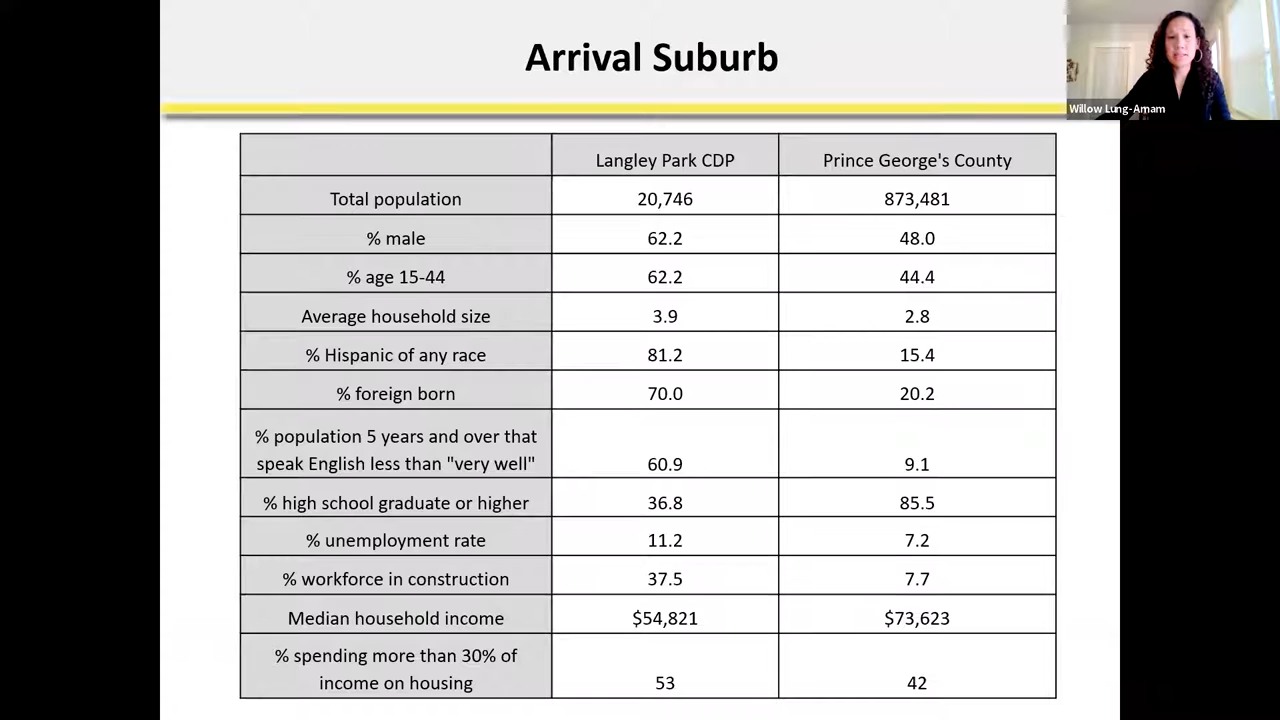 Arrival Suburb
Willow Lung-Amam
Langley Park CDP Prince George's County
Total population 20,746 873,481
% male 62.2 48.0
% age 15-44 62.2 44.4
Average household size 3.9 2.8
% Hispanic of any race 81.2 15.4
% foreign born 70.0 20.2
% population 5 years and over that
speak English less than "very well" 60.9 9.1
% high school graduate or higher 36.8 85.5
% unemployment rate 11.2 7.2
% workforce in construction 37.5 7.7
Median household income $54,821 $73,623
% spending more than 30% of
income on housing 53 42